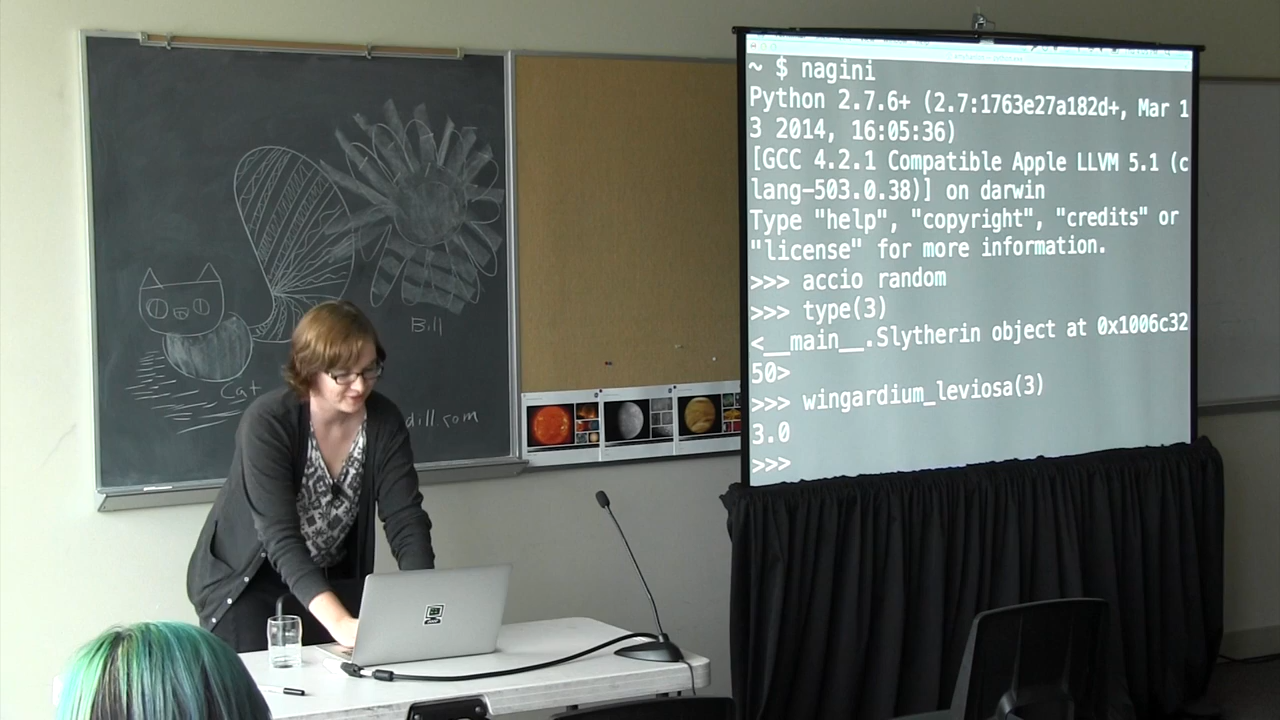 ~ $ nagini
Python 2.7.6+ (2.7:1763e27a182d+, Mar 1
3 2014, 16:05:36)
[GCC 4.2.1 Compatible Apple LLVM 5.1 (c
lang-503.0.38)] on darwin
Type "help", "copyright", "credits" or
"license" for more information.
>>> accio random
>>> type(3)
<__main__.Slytherin object at 0x1006c32
50>
>>> wingardium_leviosa(3)
3.0
>>>
Bill
Cat
dill.com